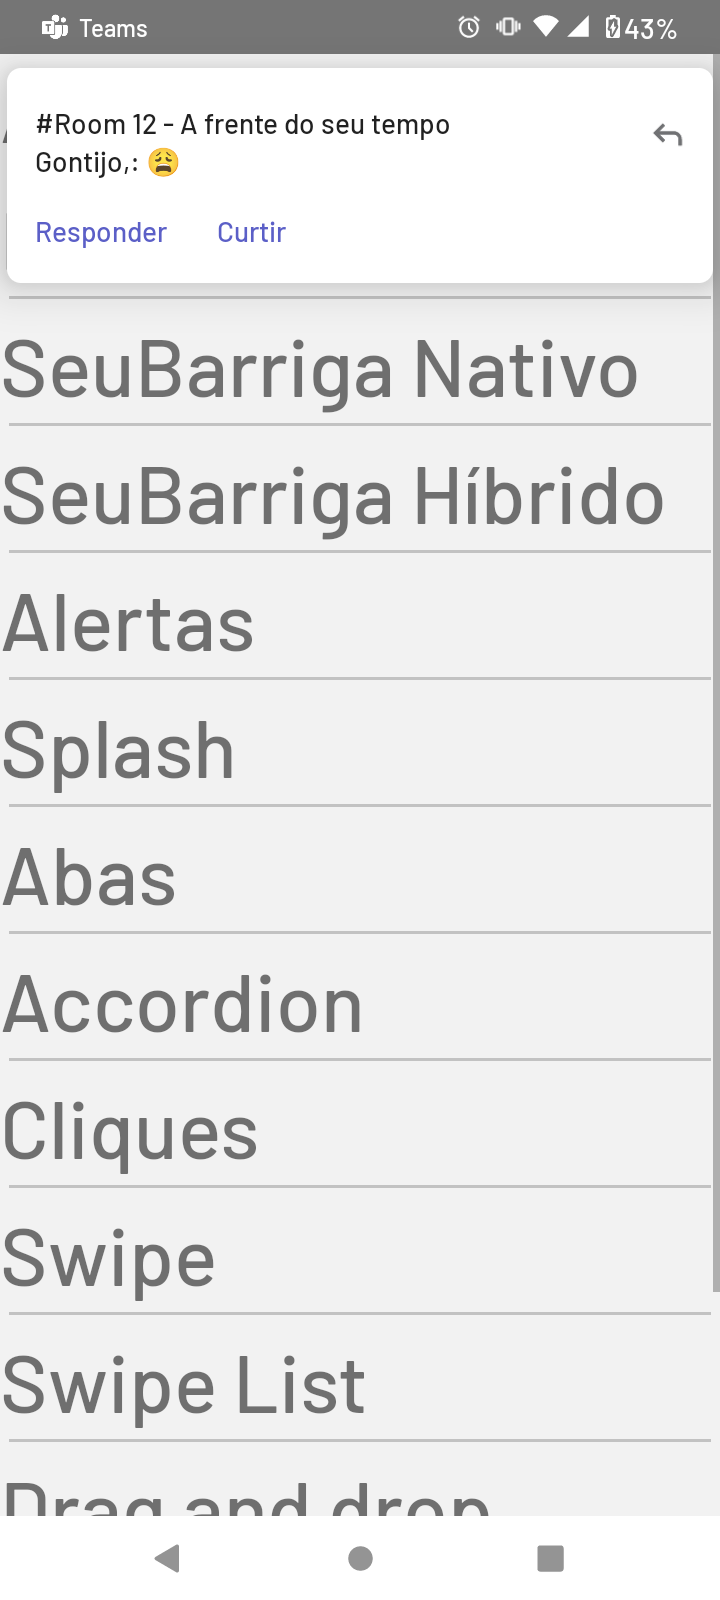 Teams
43%
#Room 12 - A frente do seu tempo
Gontijo,: 😩
Responder Curtir
SeuBarriga Nativo
SeuBarriga Híbrido
Alertas
Splash
Abas
Accordion
Cliques
Swipe
Swipe List
Drag and drop